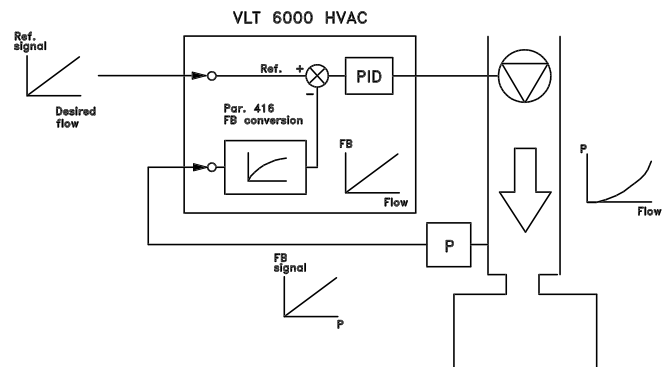 VLT 6000 HVAC
Ref.
signal
Desired
flow
Ref. +
-
PID
Par. 416
FB conversion
FB
Flow
P
Flow
P
FB
signal
P